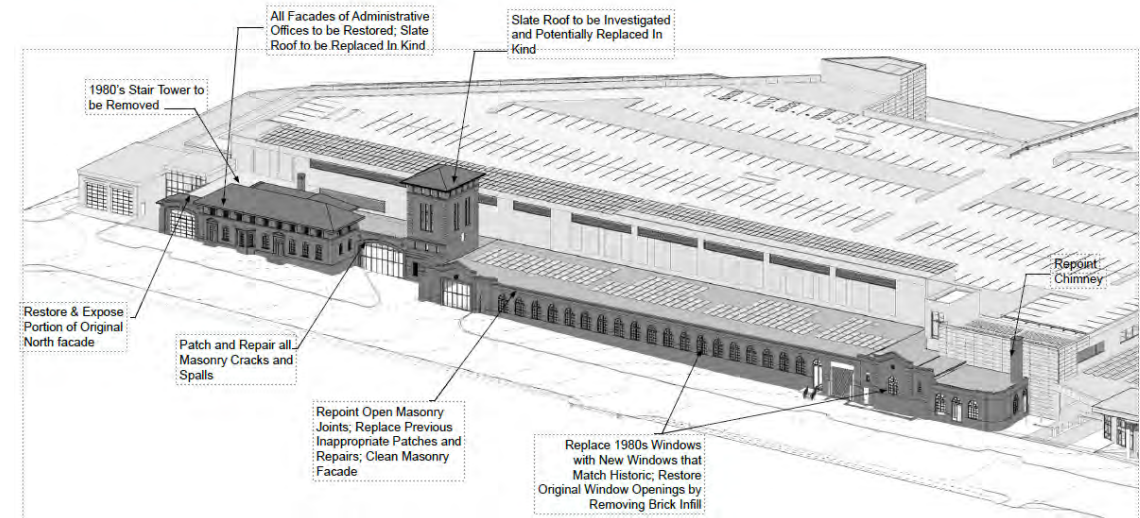 All Facades of Administrative
Offices to be Restored; Slate
Roof to be Replaced In Kind
Slate Roof to be Investigated
and Potentially Replaced In
Kind
1980's Stair Tower to
be Removed
Repoint
Chimney
Restore & Expose
Portion of Original
North facade
Patch and Repair all
Masonry Cracks and
Spalls
Repoint Open Masonry
Joints; Replace Previous
Inappropriate Patches and
Repairs; Clean Masonry
Facade
Replace 1980s Windows
with New Windows that
Match Historic; Restore
Original Window Openings by
Removing Brick Infill